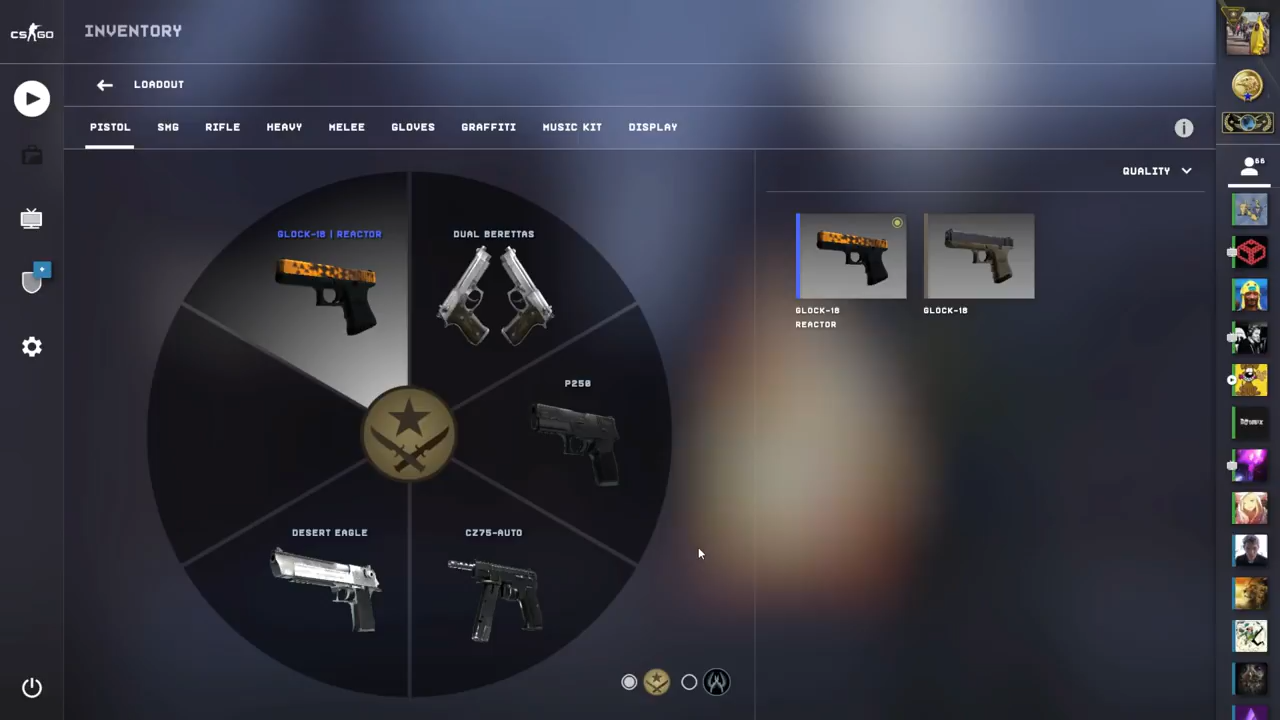 CS GO
INVENTORY
LOADOUT
PISTOL SMG RIFLE HEAVY MELEE GLOVES GRAFFITI MUSIC KIT DISPLAY
QUALITY
66
GLOCK-18 | REACTOR
DUAL BERETTAS
P250
DESERT EAGLE
CZ75-AUTO
GLOCK-18
REACTOR
GLOCK-18